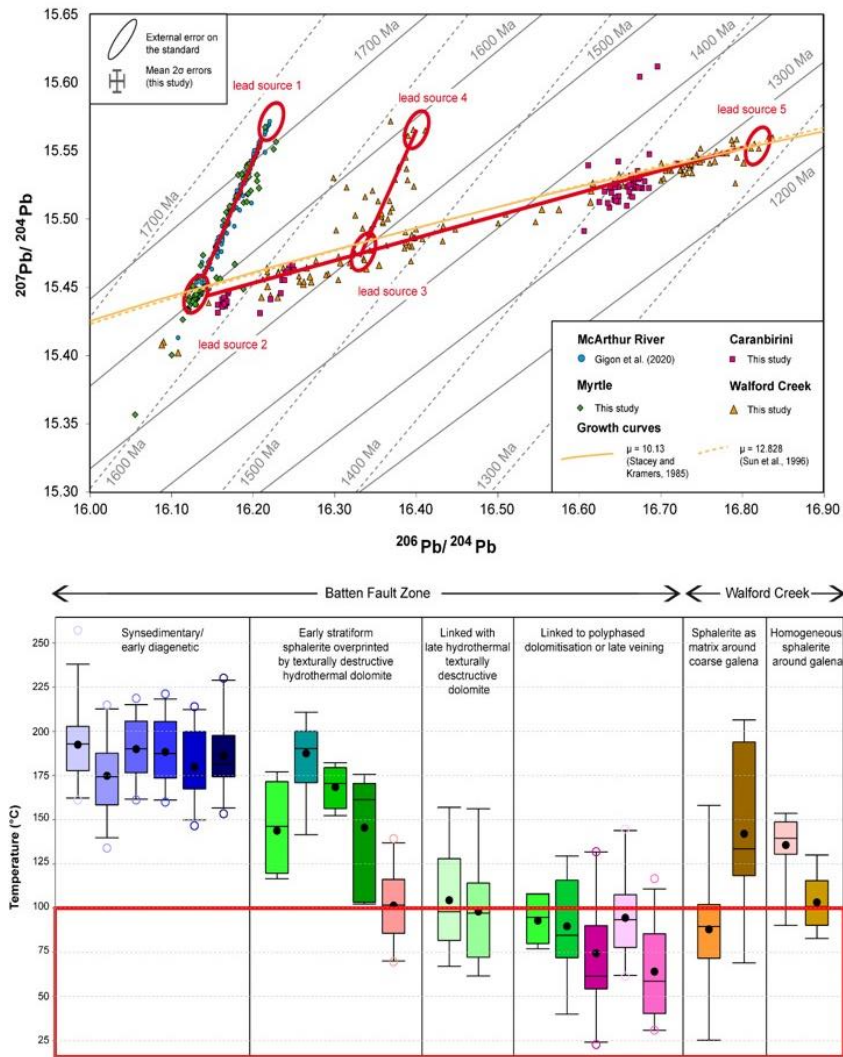 15.65
15.60
15.55
15.50
15.45
15.40
15.35
15.30
207Pb/ 204Pb
External error on
the standard
Mean 2σ errors
(this study)
lead source 1
lead source 4
lead source 5
lead source 3
lead source 2
1700 Ma
1600 Ma
1500 Ma
1400 Ma
1300 Ma
1200 Ma
1700 Ma
1600 Ma
1500 Ma
1400 Ma
1300 Ma
McArthur River
Gigon et al. (2020)
Caranbirini
This study
Myrtle
This study
Walford Creek
This study
Growth curves
μ = 10.13
(Stacey and
Kramers, 1985)
μ = 12.828
(Sun et al., 1996)
16.00 16.10 16.20 16.30 16.40 16.50 16.60 16.70 16.80 16.90
206Pb/ 204Pb
Batten Fault Zone
Walford Creek
Synsedimentary/
early diagenetic
Early stratiform
sphalerite overprinted
by texturally destructive
hydrothermal dolomite
Linked with
late hydrothermal
texturally
desctructive
dolomite
Linked to polyphased
dolomitisation or late veining
Sphalerite as
matrix around
coarse galena
Homogeneous
sphalerite
around galena
Temperature (°C)
250
225
200
175
150
125
100
75
50
25